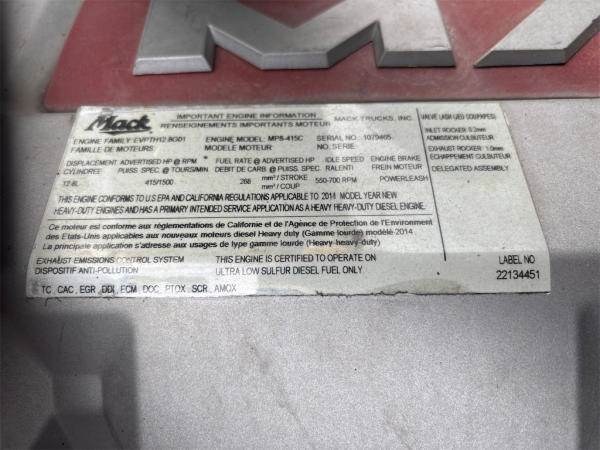 MA
Mack
IMPORTANT ENGINE INFORMATION
RENSEIGNEMENTS IMPORTANTS MOTEUR
MACK TRUCKS, INC.
ENGINE FAMILY: EVPTH12.8G01 ENGINE MODEL: MP8-415C SERIAL NO.: 1079405
FAMILLE DE MOTEURS MODÈLE MOTEUR NO. SERIE
DISPLACEMENT ADVERTISED HP @ RPM FUEL RATE @ ADVERTISED HP IDLE SPEED ENGINE BRAKE
CYLINDREE PUISS SPEC @ TOURS/MIN. DEBIT DE CARB @ PUISS. SPEC RALENTI FREIN MOTEUR
12.8L 415/1500 268 mm³ / STROKE 550-700 RPM POWERLEASH
mm³ / COUP
THIS ENGINE CONFORMS TO U.S EPA AND CALIFORNIA REGULATIONS APPLICABLE TO 2014 MODEL YEAR NEW
HEAVY-DUTY ENGINES AND HAS A PRIMARY INTENDED SERVICE APPLICATION AS A HEAVY HEAVY-DUTY DIESEL ENGINE.
Ce moteur est conforme aux réglementations de Californie et de l'Agence de Protection de l'Environment
des Etats-Unis applicables aux nouveaux moteurs diesel Heavy duty (Gamme lourde) modèle-2014 .
La principale application s'adresse aux usages de type gamme lourde (Heavy-heavy-duty)
EXHAUST EMISSIONS CONTROL SYSTEM THIS ENGINE IS CERTIFIED TO OPERATE ON
DISPOSITIF ANTI-POLLUTION ULTRA LOW SULFUR DIESEL FUEL ONLY
TC , CAC , EGR , DDI , ECM , DOC , PTOX , SCR , AMOX
VALVE LASH (JEU SOUPAPES)
INLET ROCKER: 0.2mm
ADMISSION CULBUTEUR
EXHAUST ROCKER:
ECHAPPEMENT CULBUTEUR
DELEGATED ASSEMBLY
LABEL NO
22134451